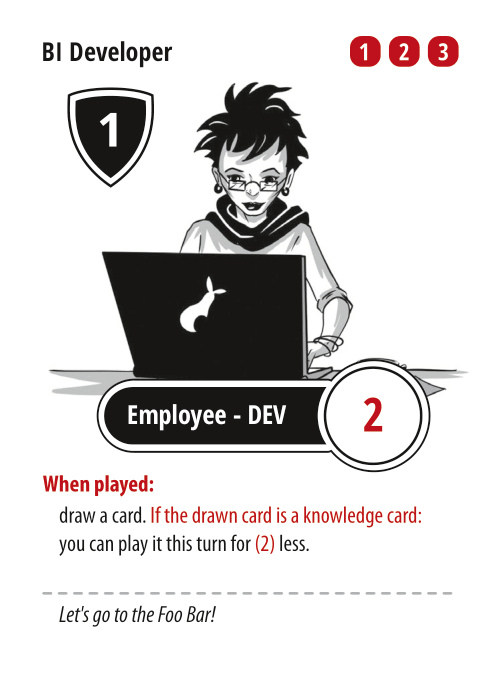 BI Developer 1 2 3
1
Employee - DEV 2
When played:
draw a card. If the drawn card is a knowledge card:
you can play it this turn for (2) less.
Let's go to the Foo Bar!